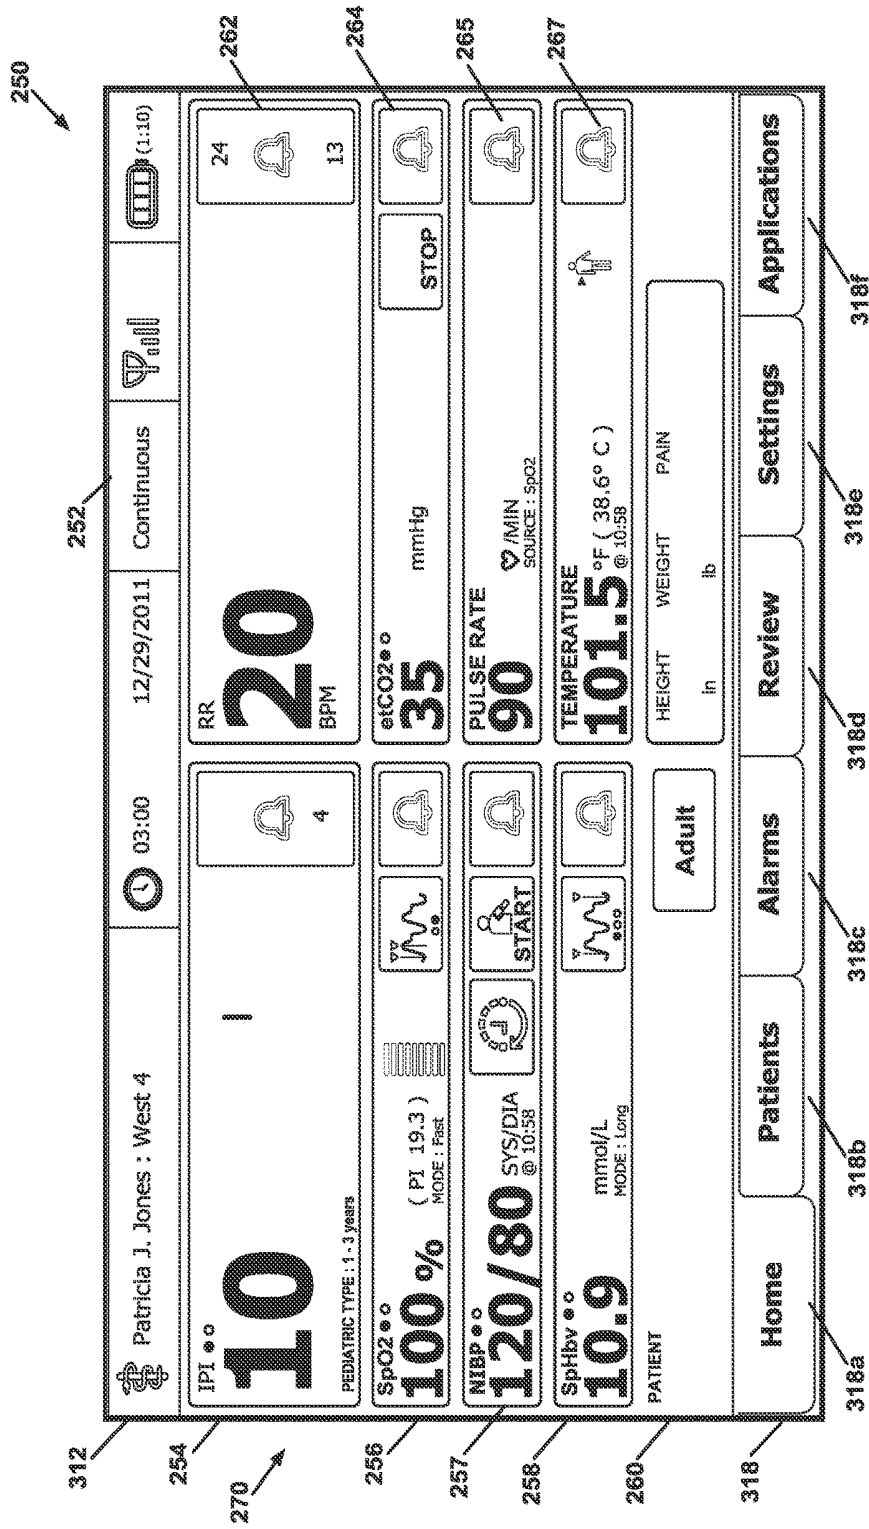 250
252
312 Patricia J. Jones : West 4 03:00 12/29/2011 Continuous (1:10)
254
IPI
10
4
PEDIATRIC TYPE : 1 - 3 years
RR
20
BPM
24
13
262
270
256
SpO2
100 %
( PI 19.3 )
MODE : Fast
etCO2
35
mmHg
STOP
264
257
NIBP
120/80
SYS/DIA
@ 10:58
START
PULSE RATE
90
/MIN
SOURCE : SpO2
265
258
SpHbv
10.9
mmol/L
MODE : Long
TEMPERATURE
101.5
°F ( 38.6° C )
@ 10:58
267
260
PATIENT
Adult
HEIGHT WEIGHT PAIN
in lb
318
Home Patients Alarms Review Settings Applications
318a 318b 318c 318d 318e 318f